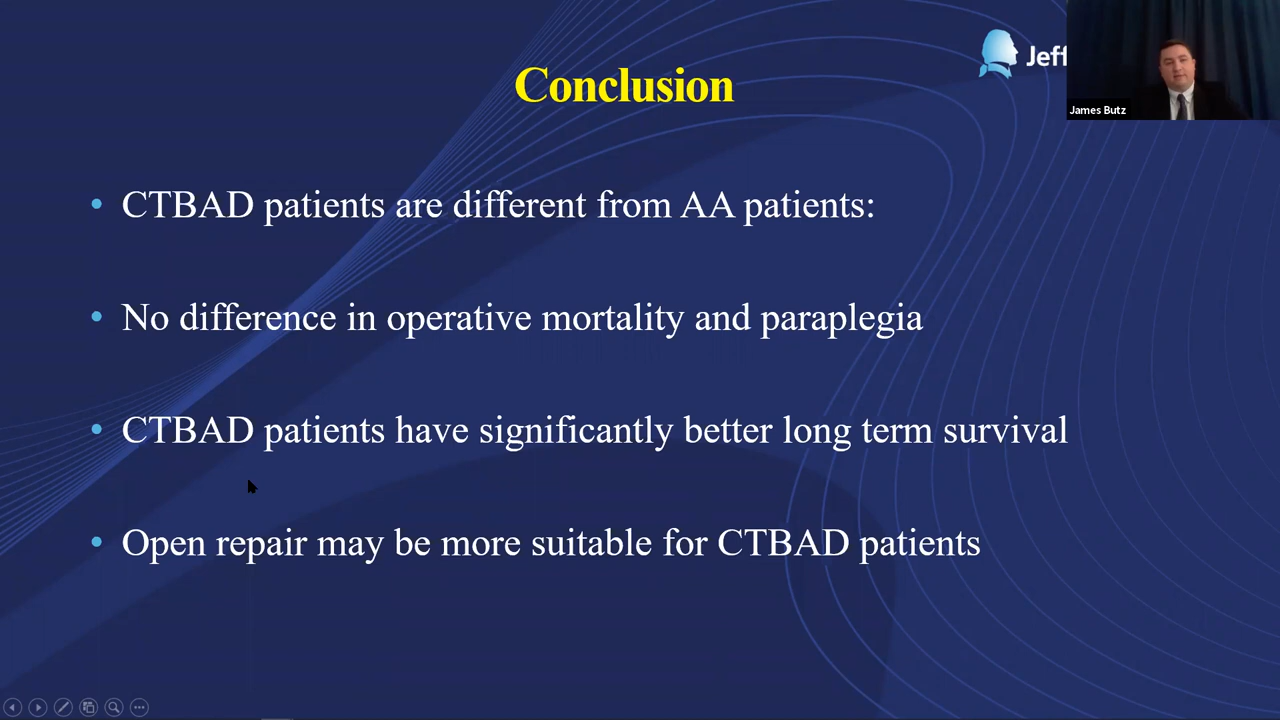 Jeff
Conclusion
James Butz
• CTBAD patients are different from AA patients:
• No difference in operative mortality and paraplegia
• CTBAD patients have significantly better long term survival
• Open repair may be more suitable for CTBAD patients